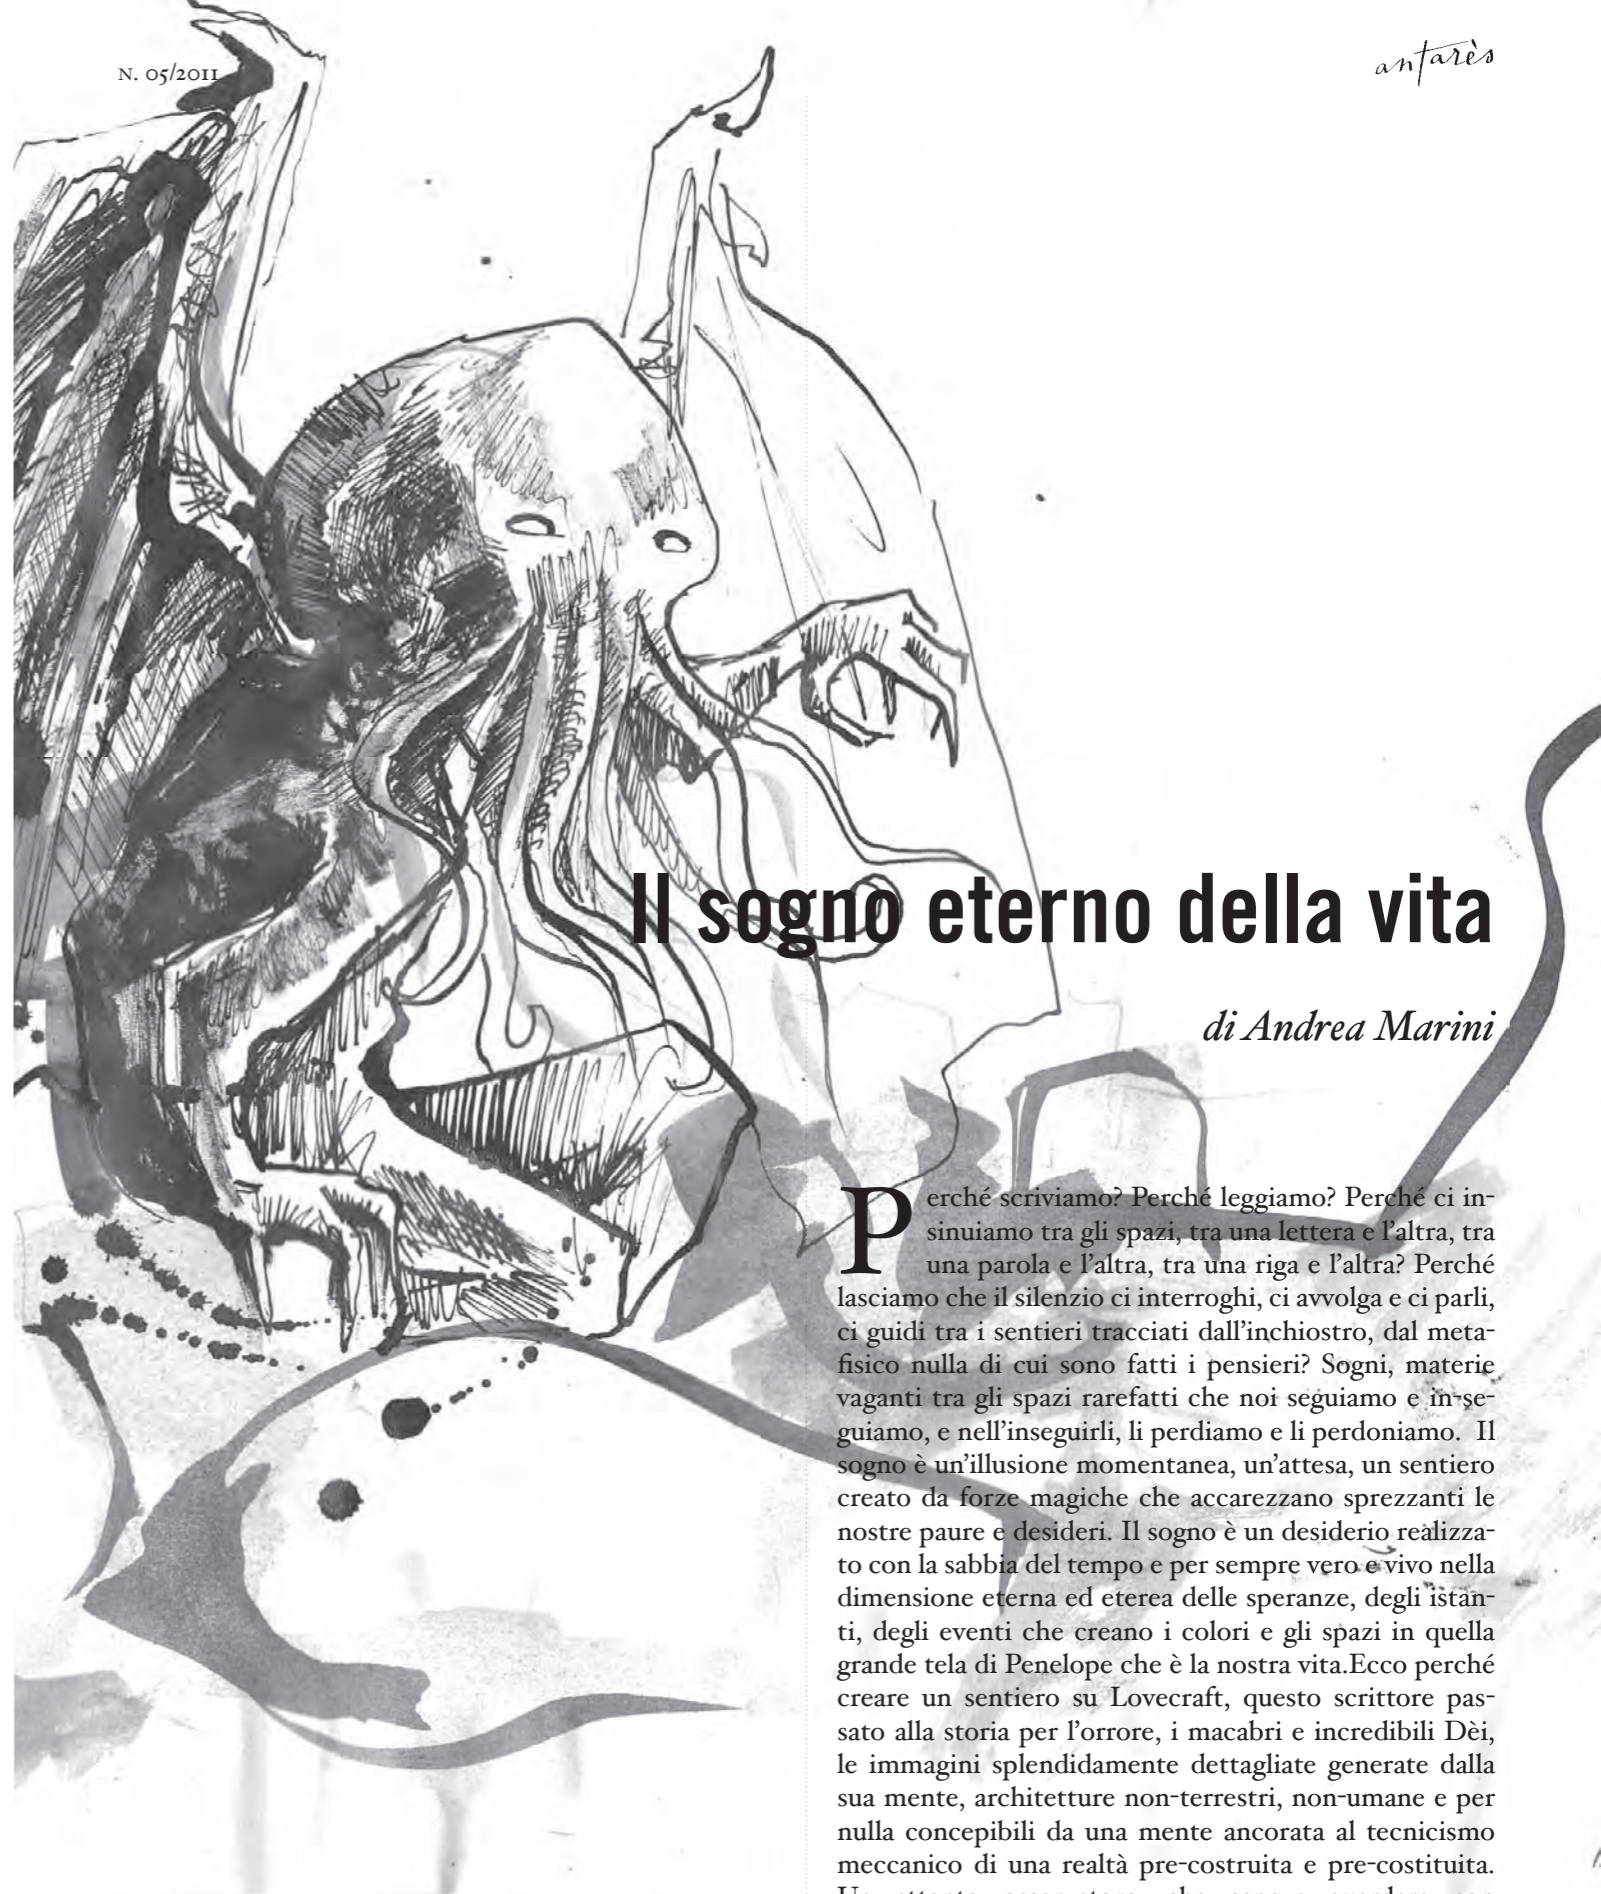 N. 05/2011
antarès
Il sogno eterno della vita
di Andrea Marini
Perché scriviamo? Perché leggiamo? Perché ci in-
sinuiamo tra gli spazi, tra una lettera e l'altra, tra
una parola e l'altra, tra una riga e l'altra? Perché
lasciamo che il silenzio ci interroghi, ci avvolga e ci parli,
ci guidi tra i sentieri tracciati dall'inchiostro, dal meta-
fisico nulla di cui sono fatti i pensieri? Sogni, materie
vaganti tra gli spazi rarefatti che noi seguiamo e in-se-
guiamo, e nell'inseguirli, li perdiamo e li perdoniamo. Il
sogno è un'illusione momentanea, un'attesa, un sentiero
creato da forze magiche che accarezzano sprezzanti le
nostre paure e desideri. Il sogno è un desiderio realizza-
to con la sabbia del tempo e per sempre vero e vivo nella
dimensione eterna ed eterea delle speranze, degli istan-
ti, degli eventi che creano i colori e gli spazi in quella
grande tela di Penelope che è la nostra vita.Ecco perché
creare un sentiero su Lovecraft, questo scrittore pas-
sato alla storia per l'orrore, i macabri e incredibili Dèi,
le immagini splendidamente dettagliate generate dalla
sua mente, architetture non-terrestri, non-umane e per
nulla concepibili da una mente ancorata al tecnicismo
meccanico di una realtà pre-costruita e pre-costituita.